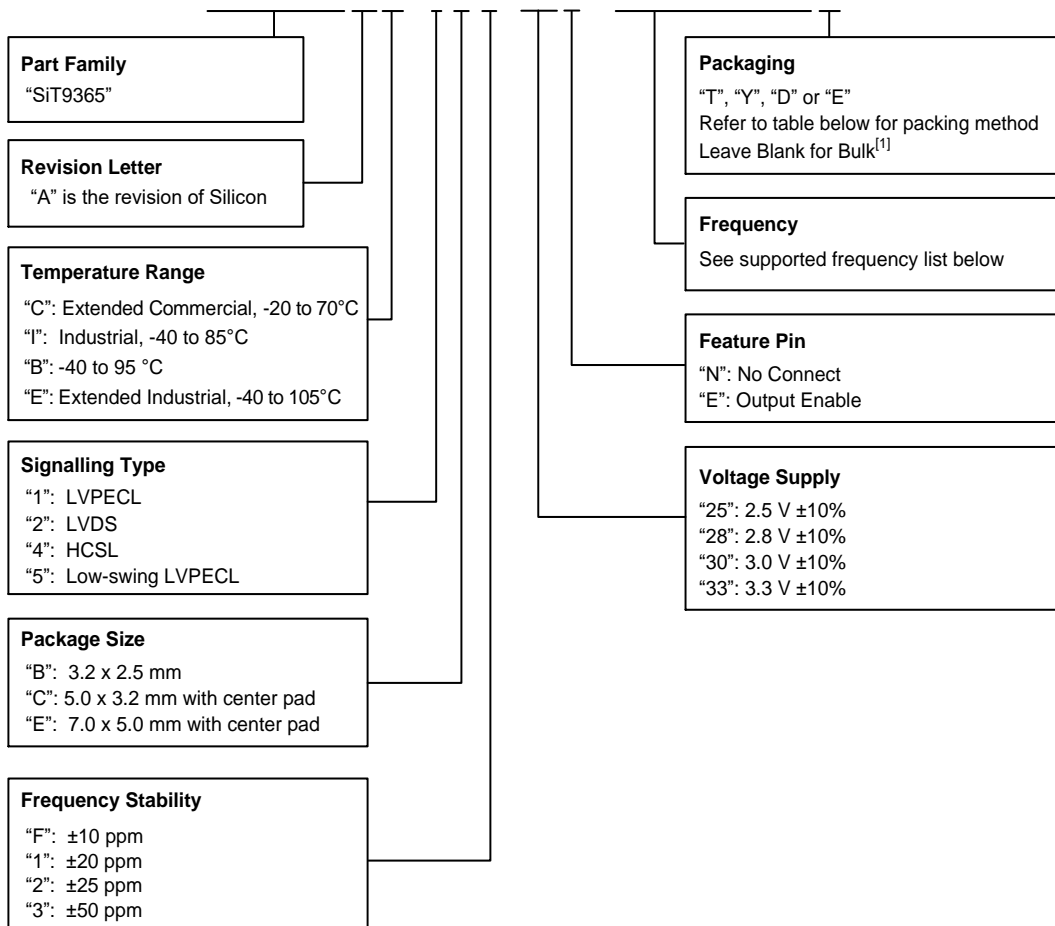 Part Family
“SiT9365”
Revision Letter
“A” is the revision of Silicon
Temperature Range
“C”: Extended Commercial, -20 to 70°C
“I”: Industrial, -40 to 85°C
“B”: -40 to 95 °C
“E”: Extended Industrial, -40 to 105°C
Signalling Type
“1”: LVPECL
“2”: LVDS
“4”: HCSL
“5”: Low-swing LVPECL
Package Size
“B”: 3.2 x 2.5 mm
“C”: 5.0 x 3.2 mm with center pad
“E”: 7.0 x 5.0 mm with center pad
Frequency Stability
“F”: ±10 ppm
“1”: ±20 ppm
“2”: ±25 ppm
“3”: ±50 ppm
Packaging
“T”, “Y”, “D” or “E”
Refer to table below for packing method
Leave Blank for Bulk[1]
Frequency
See supported frequency list below
Feature Pin
“N”: No Connect
“E”: Output Enable
Voltage Supply
“25”: 2.5 V ±10%
“28”: 2.8 V ±10%
“30”: 3.0 V ±10%
“33”: 3.3 V ±10%